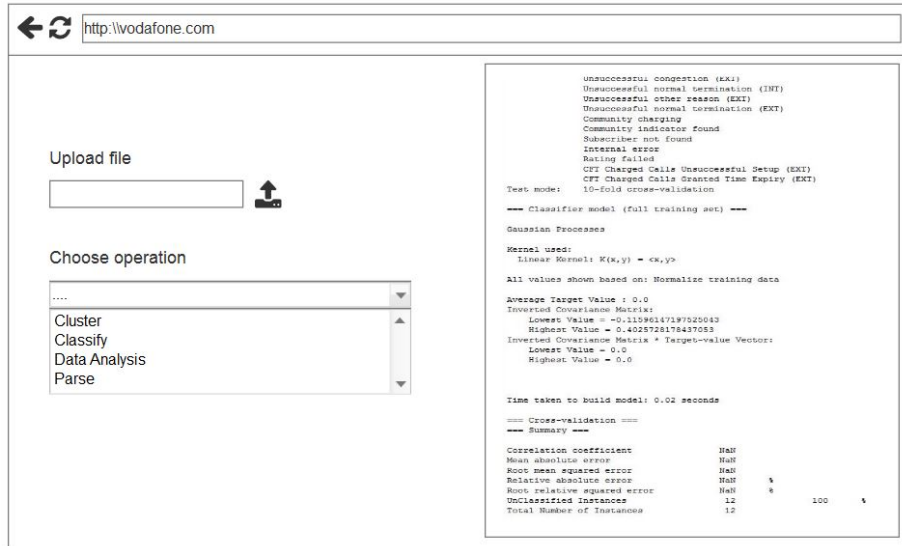 http:\\vodafone.com
Upload file
Choose operation
....
Cluster
Classify
Data Analysis
Parse
Unsuccessful congestion (EXT)
Unsuccessful normal termination (INT)
Unsuccessful other reason (EXT)
Unsuccessful normal termination (EXT)
Community charging
Community indicator found
Subscriber not found
Internal error
Rating failed
CFT Charged Calls Unsuccessful Setup (EXT)
CFT Charged Calls Granted Time Expiry (EXT)
Test mode: 10-fold cross-validation
=== Classifier model (full training set) ===
Gaussian Processes
Kernel used:
Linear Kernel: K(x,y) = <x,y>
All values shown based on: Normalize training data
Average Target Value : 0.0
Inverted Covariance Matrix:
Lowest Value = -0.11596147197525043
Highest Value = 0.4025728178437053
Inverted Covariance Matrix * Target-value Vector:
Lowest Value = 0.0
Highest Value = 0.0
Time taken to build model: 0.02 seconds
=== Cross-validation ===
=== Summary ===
Correlation coefficient NaN
Mean absolute error NaN
Root mean squared error NaN
Relative absolute error NaN %
Root relative squared error NaN %
UnClassified Instances 12 100 %
Total Number of Instances 12